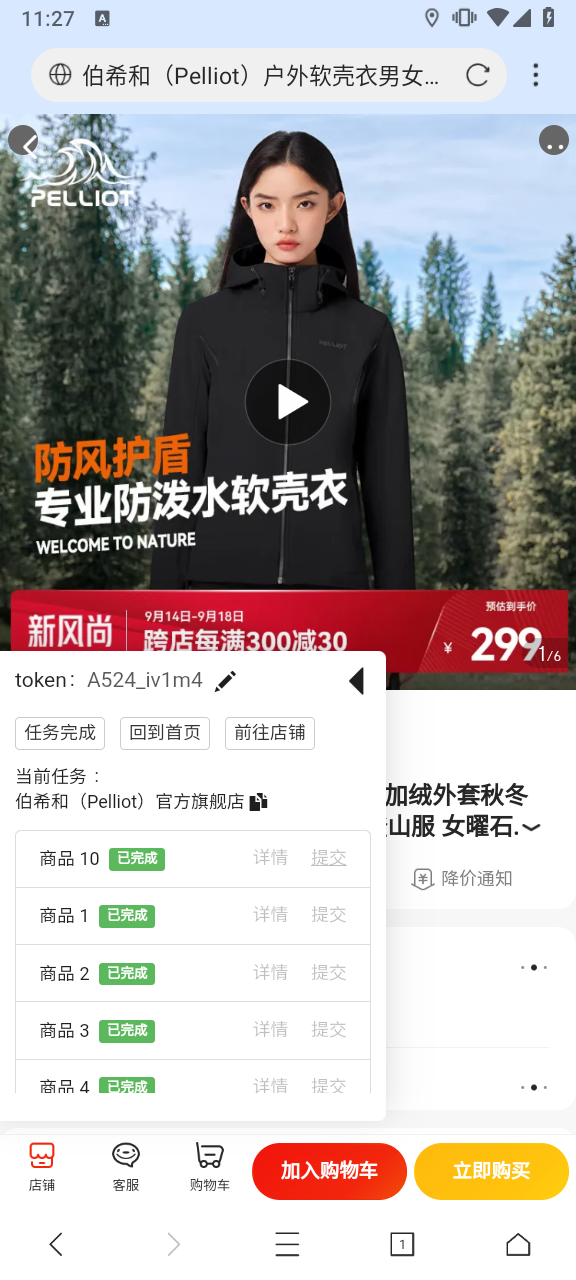 11:27
A
伯希和（Pelliot）户外软壳衣男女...
PELLIOT
PELLIOT
防风护盾
专业防泼水软壳衣
WELCOME TO NATURE
新风尚
9月14日-9月18日
跨店每满300减30
预估到手价
¥ 299
1/6
token： A524_iv1m4
任务完成 回到首页 前往店铺
当前任务：
伯希和（Pelliot）官方旗舰店
加绒外套秋冬
山服 女曜石.
降价通知
商品 10 已完成 详情 提交
商品 1 已完成 详情 提交
商品 2 已完成 详情 提交
商品 3 已完成 详情 提交
商品 4 已完成 详情 提交
店铺 客服 购物车 加入购物车 立即购买
1